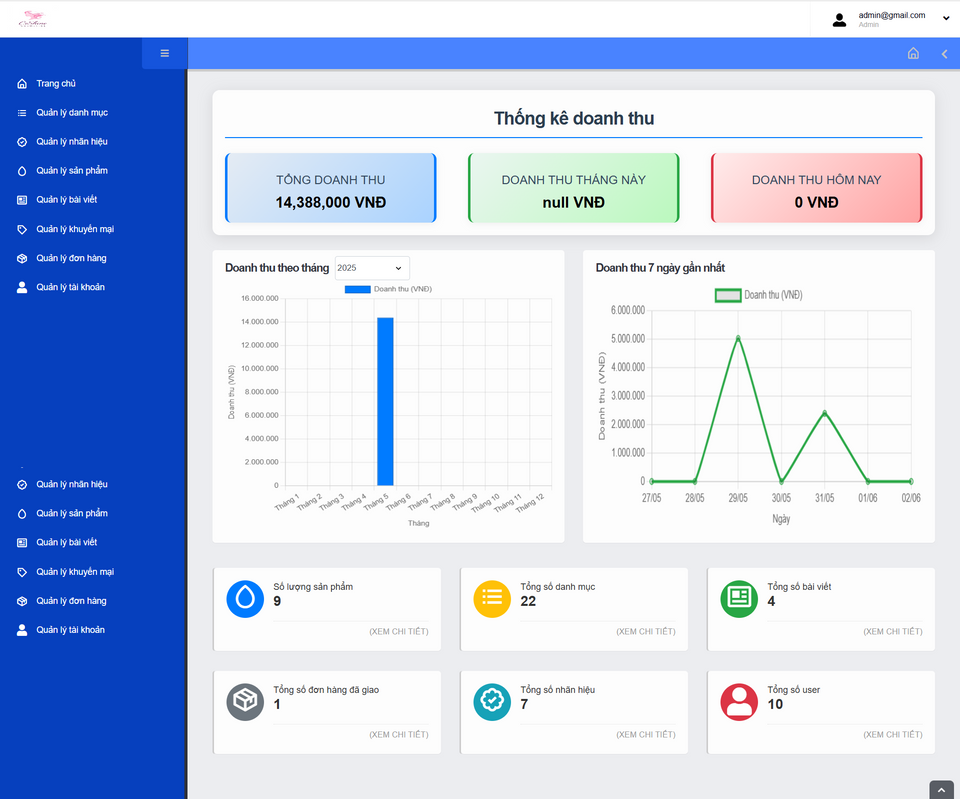 admin@gmail.com
Admin
Trang chủ
Quản lý danh mục
Quản lý nhãn hiệu
Quản lý sản phẩm
Quản lý bài viết
Quản lý khuyến mại
Quản lý đơn hàng
Quản lý tài khoản
Quản lý nhãn hiệu
Quản lý sản phẩm
Quản lý bài viết
Quản lý khuyến mại
Quản lý đơn hàng
Quản lý tài khoản
Thống kê doanh thu
TỔNG DOANH THU
14,388,000 VNĐ
DOANH THU THÁNG NÀY
null VNĐ
DOANH THU HÔM NAY
0 VNĐ
Doanh thu theo tháng 2025
Doanh thu (VNĐ)
16.000.000
14.000.000
12.000.000
10.000.000
8.000.000
6.000.000
4.000.000
2.000.000
0
Doanh thu (VNĐ)
Tháng 1 Tháng 2 Tháng 3 Tháng 4 Tháng 5 Tháng 6 Tháng 7 Tháng 8 Tháng 9 Tháng 10 Tháng 11 Tháng 12
Tháng
Doanh thu 7 ngày gần nhất
Doanh thu (VNĐ)
6.000.000
5.000.000
4.000.000
3.000.000
2.000.000
1.000.000
0
Doanh thu (VNĐ)
27/05 28/05 29/05 30/05 31/05 01/06 02/06
Ngày
Số lượng sản phẩm
9
(XEM CHI TIẾT)
Tổng số danh mục
22
(XEM CHI TIẾT)
Tổng số bài viết
4
(XEM CHI TIẾT)
Tổng số đơn hàng đã giao
1
(XEM CHI TIẾT)
Tổng số nhãn hiệu
7
(XEM CHI TIẾT)
Tổng số user
10
(XEM CHI TIẾT)